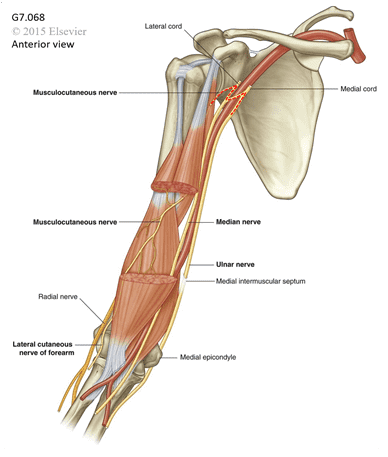 G7.068
© 2015 Elsevier
Anterior view
Lateral cord
Musculocutaneous nerve
Medial cord
Musculocutaneous nerve
Median nerve
Ulnar nerve
Medial intermuscular septum
Radial nerve
Lateral cutaneous
nerve of forearm
Medial epicondyle